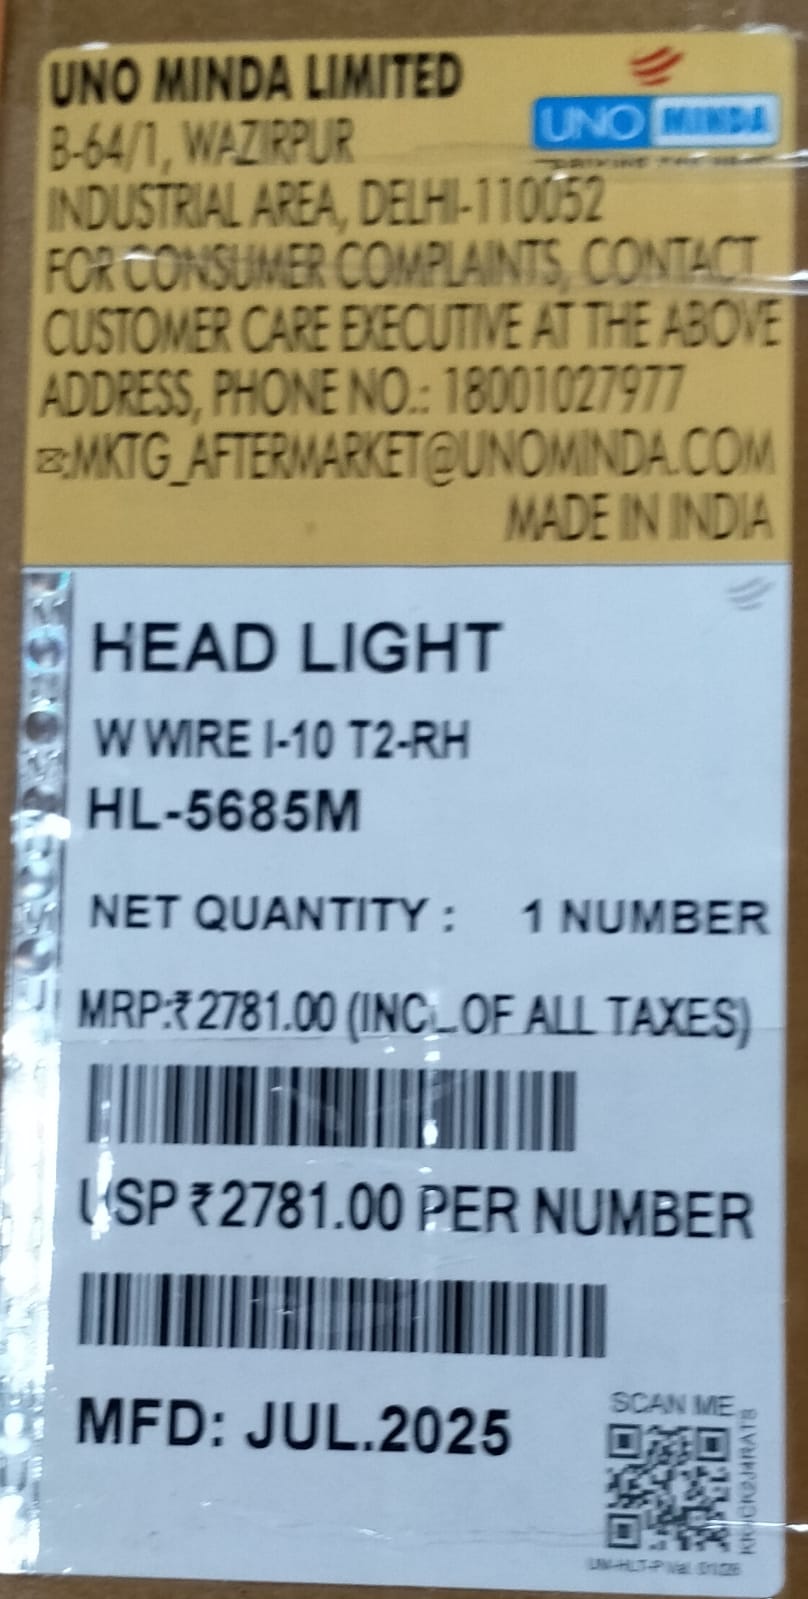 UNO MINDA LIMITED
UNO MINDA
B-64/1, WAZIRPUR
INDUSTRIAL AREA, DELHI-110052
FOR CONSUMER COMPLAINTS, CONTACT
CUSTOMER CARE EXECUTIVE AT THE ABOVE
ADDRESS, PHONE NO.: 18001027977
✉:MKTG_AFTERMARKET@UNOMINDA.COM
MADE IN INDIA
HEAD LIGHT
W WIRE I-10 T2-RH
HL-5685M
NET QUANTITY : 1 NUMBER
MRP:₹2781.00 (INCL.OF ALL TAXES)
USP ₹2781.00 PER NUMBER
MFD: JUL.2025
SCAN ME